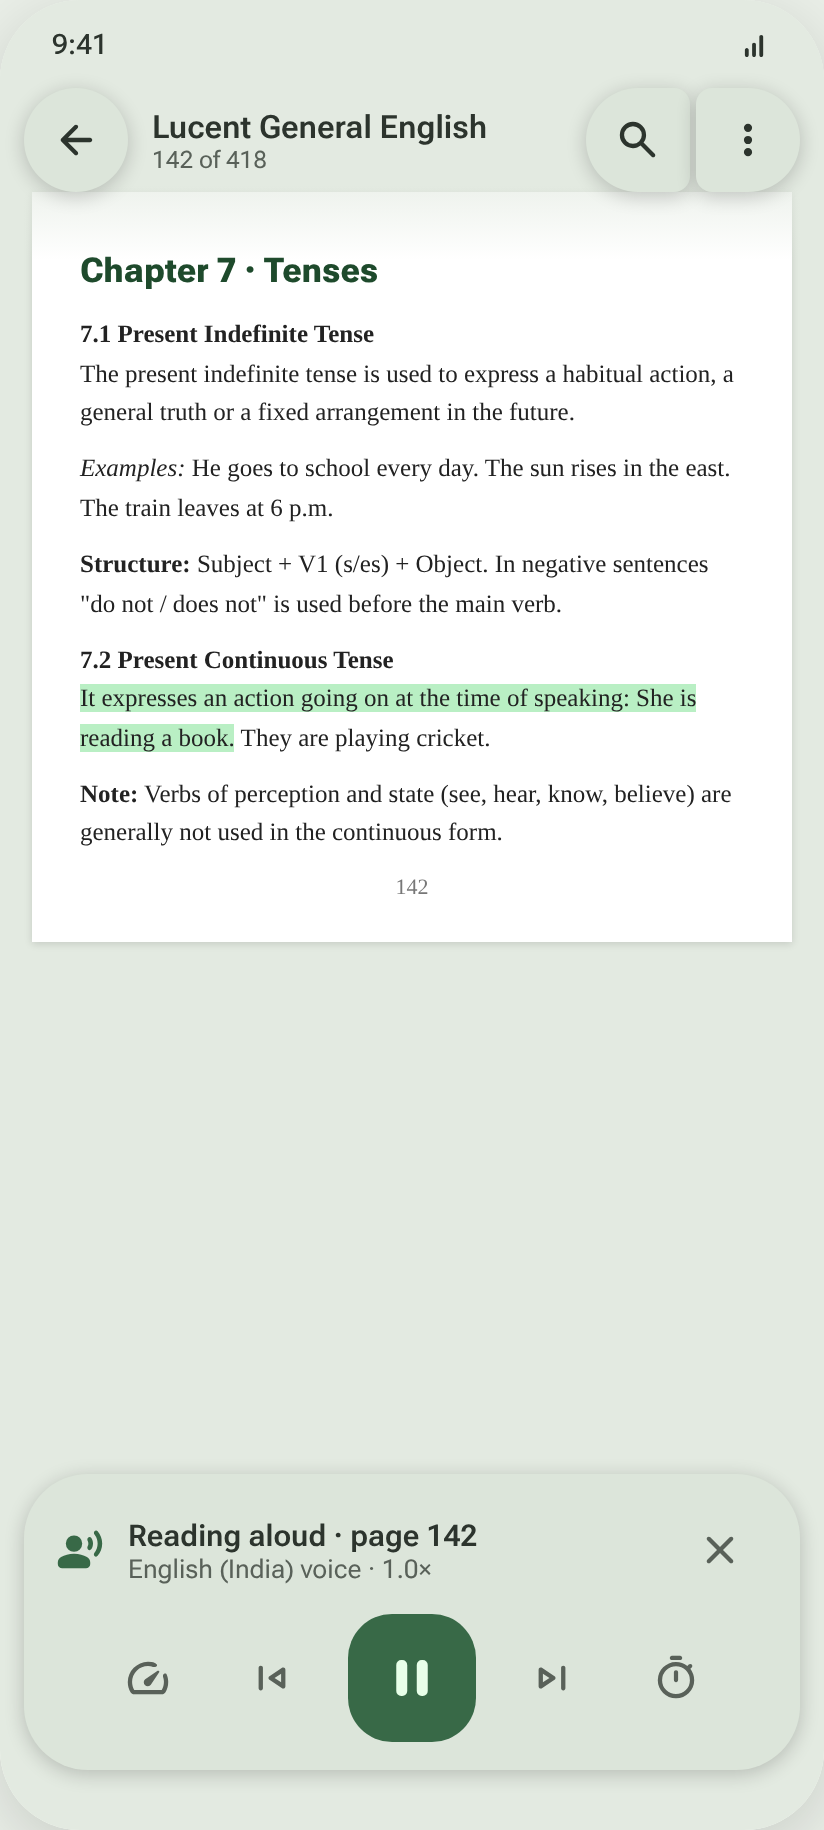 9:41
Lucent General English
142 of 418
Chapter 7 · Tenses
7.1 Present Indefinite Tense
The present indefinite tense is used to express a habitual action, a
general truth or a fixed arrangement in the future.
Examples: He goes to school every day. The sun rises in the east.
The train leaves at 6 p.m.
Structure: Subject + V1 (s/es) + Object. In negative sentences
"do not / does not" is used before the main verb.
7.2 Present Continuous Tense
It expresses an action going on at the time of speaking: She is
reading a book. They are playing cricket.
Note: Verbs of perception and state (see, hear, know, believe) are
generally not used in the continuous form.
142
Reading aloud · page 142
English (India) voice · 1.0×